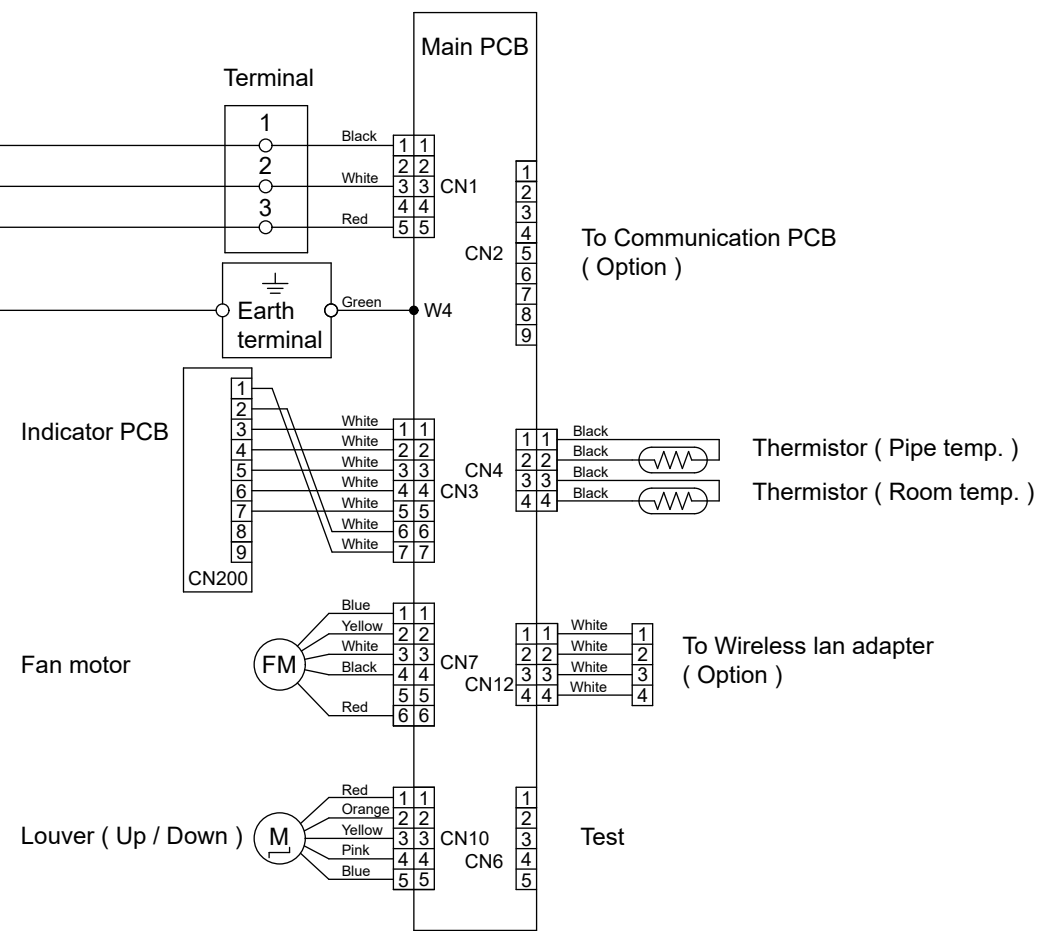 Main PCB
Terminal
1
2
3
Black
White
Red
1 1
2 2
3 3
4 4
5 5
CN1
1
2
3
4
5
6
7
8
9
CN2
To Communication PCB
( Option )
Earth
terminal
Green
W4
Indicator PCB
1
2
3
4
5
6
7
8
9
CN200
White
White
White
White
White
White
White
1 1
2 2
3 3
4 4
5 5
6 6
7 7
CN3
CN4
1 1
2 2
3 3
4 4
Black
Black
Black
Black
Thermistor ( Pipe temp. )
Thermistor ( Room temp. )
Fan motor
FM
Blue
Yellow
White
Black
Red
1 1
2 2
3 3
4 4
5 5
6 6
CN7
CN12
1 1
2 2
3 3
4 4
White
White
White
White
1
2
3
4
To Wireless lan adapter
( Option )
Louver ( Up / Down )
M
Red
Orange
Yellow
Pink
Blue
1 1
2 2
3 3
4 4
5 5
CN10
CN6
1
2
3
4
5
Test